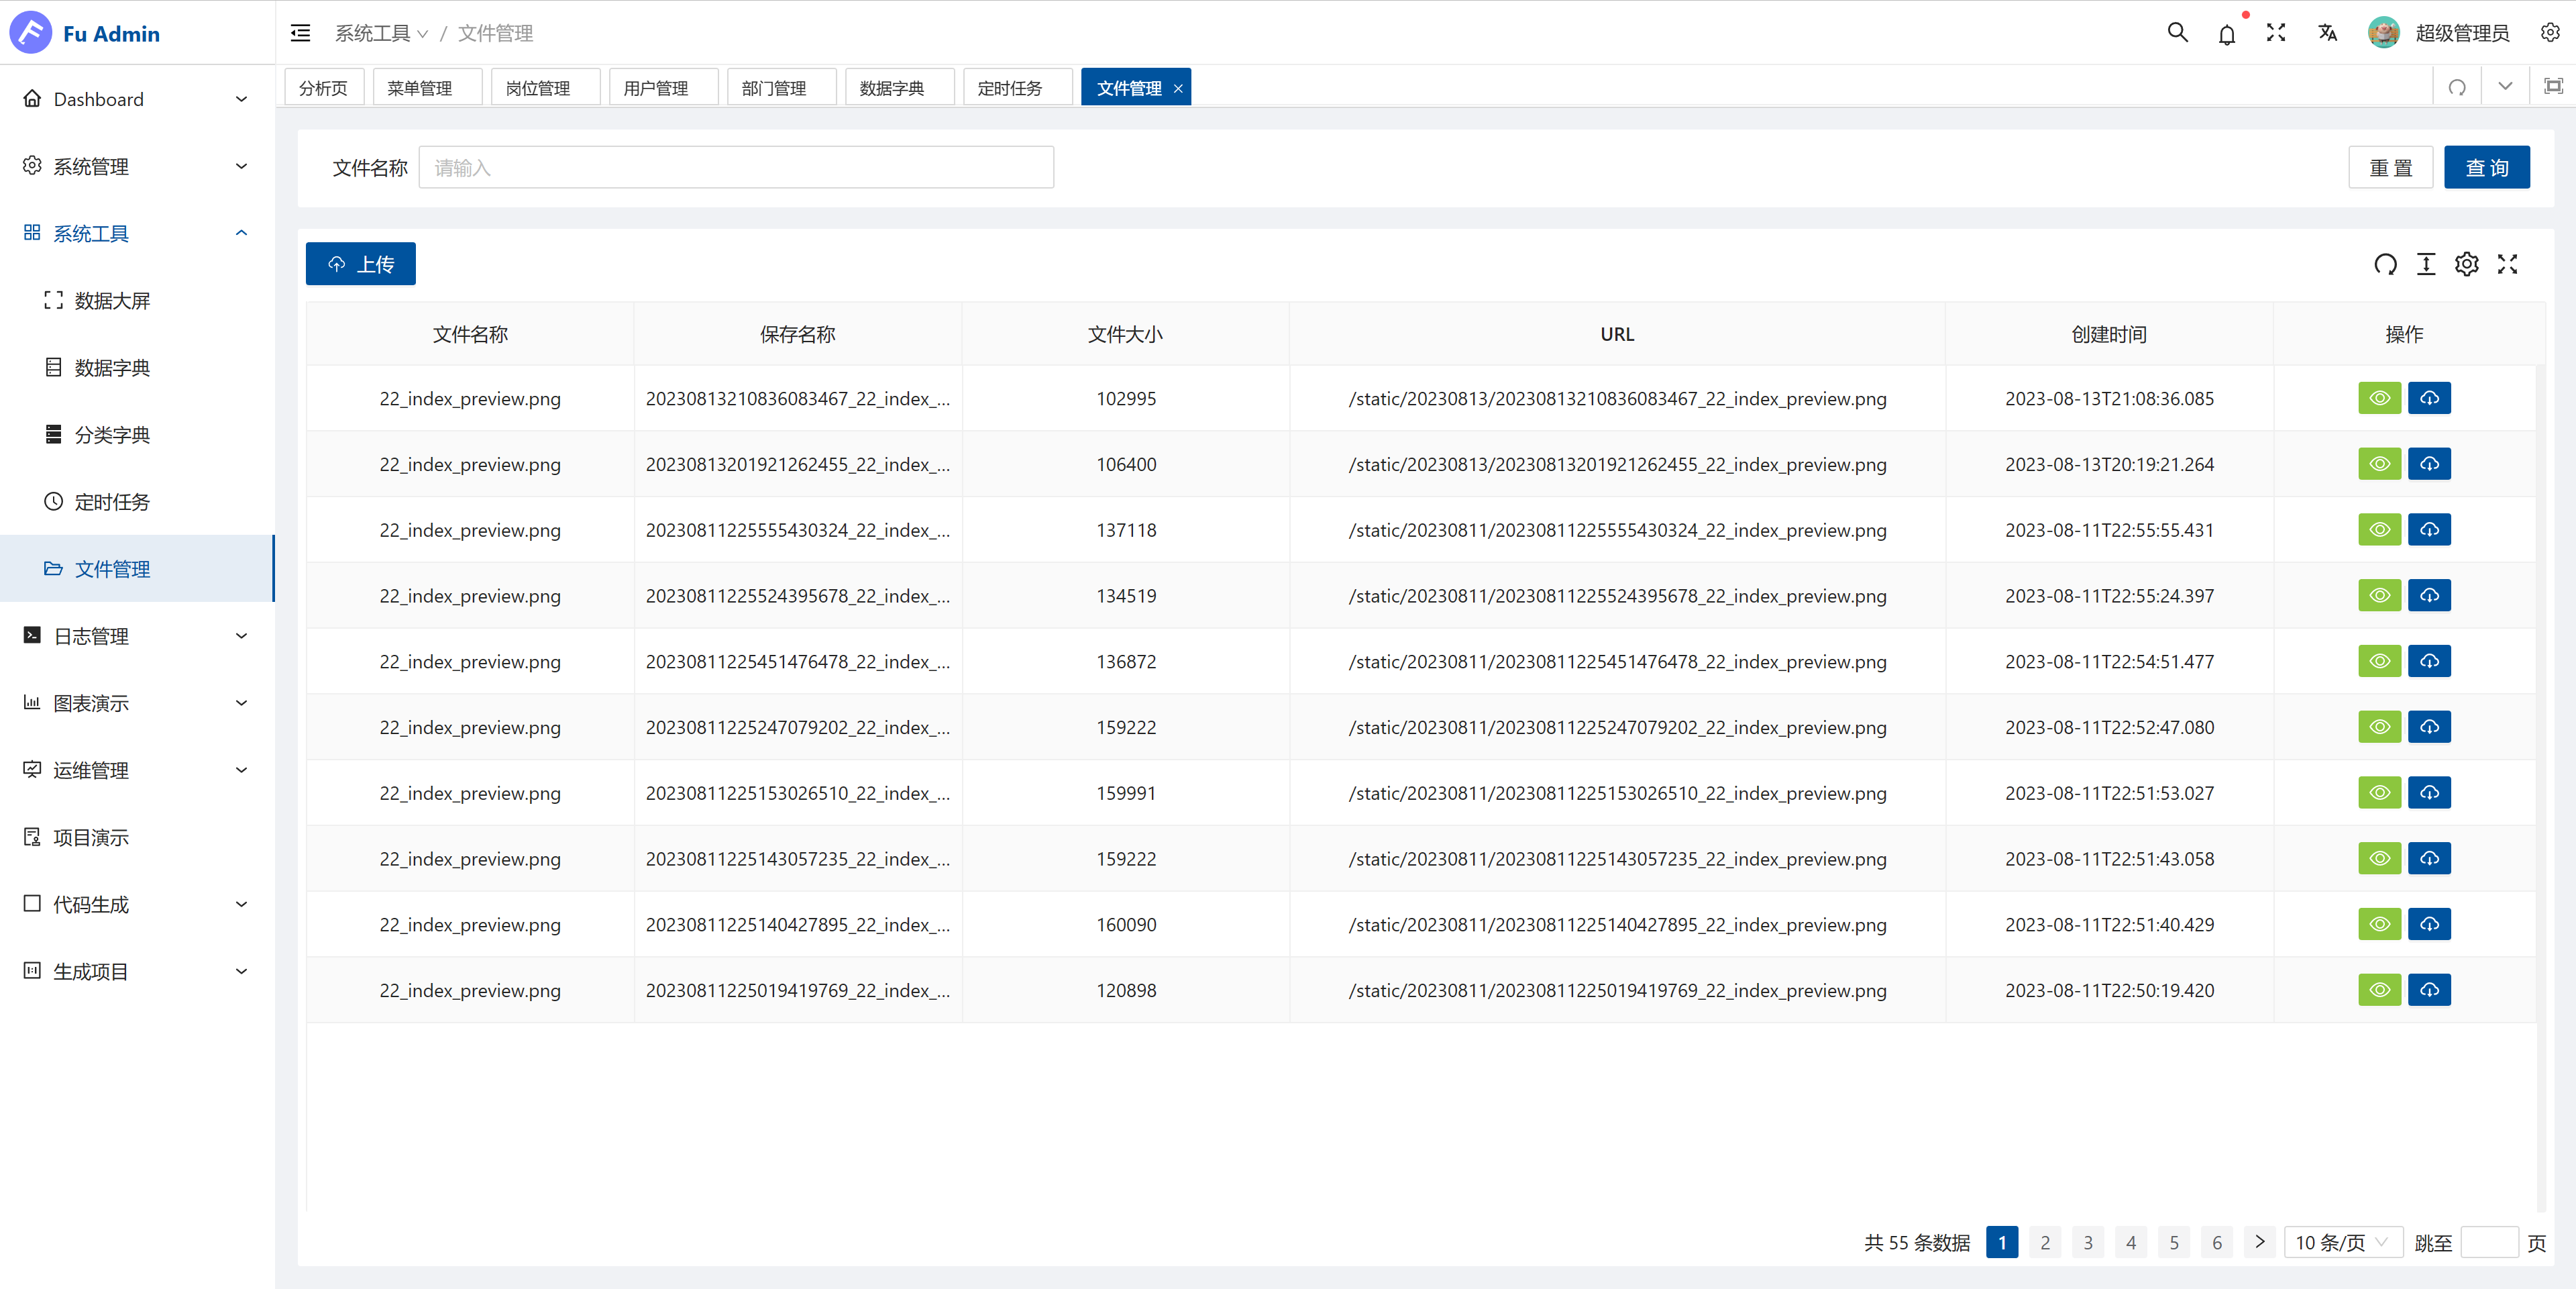 Fu Admin
系统工具 / 文件管理
超级管理员
分析页 菜单管理 岗位管理 用户管理 部门管理 数据字典 定时任务 文件管理
Dashboard
系统管理
系统工具
数据大屏
数据字典
分类字典
定时任务
文件管理
日志管理
图表演示
运维管理
项目演示
代码生成
生成项目
文件名称 请输入 重置 查询
上传
文件名称 保存名称 文件大小 URL 创建时间 操作
22_index_preview.png 20230813210836083467_22_index_... 102995 /static/20230813/20230813210836083467_22_index_preview.png 2023-08-13T21:08:36.085
22_index_preview.png 20230813201921262455_22_index_... 106400 /static/20230813/20230813201921262455_22_index_preview.png 2023-08-13T20:19:21.264
22_index_preview.png 20230811225555430324_22_index_... 137118 /static/20230811/20230811225555430324_22_index_preview.png 2023-08-11T22:55:55.431
22_index_preview.png 20230811225524395678_22_index_... 134519 /static/20230811/20230811225524395678_22_index_preview.png 2023-08-11T22:55:24.397
22_index_preview.png 20230811225451476478_22_index_... 136872 /static/20230811/20230811225451476478_22_index_preview.png 2023-08-11T22:54:51.477
22_index_preview.png 20230811225247079202_22_index_... 159222 /static/20230811/20230811225247079202_22_index_preview.png 2023-08-11T22:52:47.080
22_index_preview.png 20230811225153026510_22_index_... 159991 /static/20230811/20230811225153026510_22_index_preview.png 2023-08-11T22:51:53.027
22_index_preview.png 20230811225143057235_22_index_... 159222 /static/20230811/20230811225143057235_22_index_preview.png 2023-08-11T22:51:43.058
22_index_preview.png 20230811225140427895_22_index_... 160090 /static/20230811/20230811225140427895_22_index_preview.png 2023-08-11T22:51:40.429
22_index_preview.png 20230811225019419769_22_index_... 120898 /static/20230811/20230811225019419769_22_index_preview.png 2023-08-11T22:50:19.420
共 55 条数据 1 2 3 4 5 6 10 条/页 跳至 页